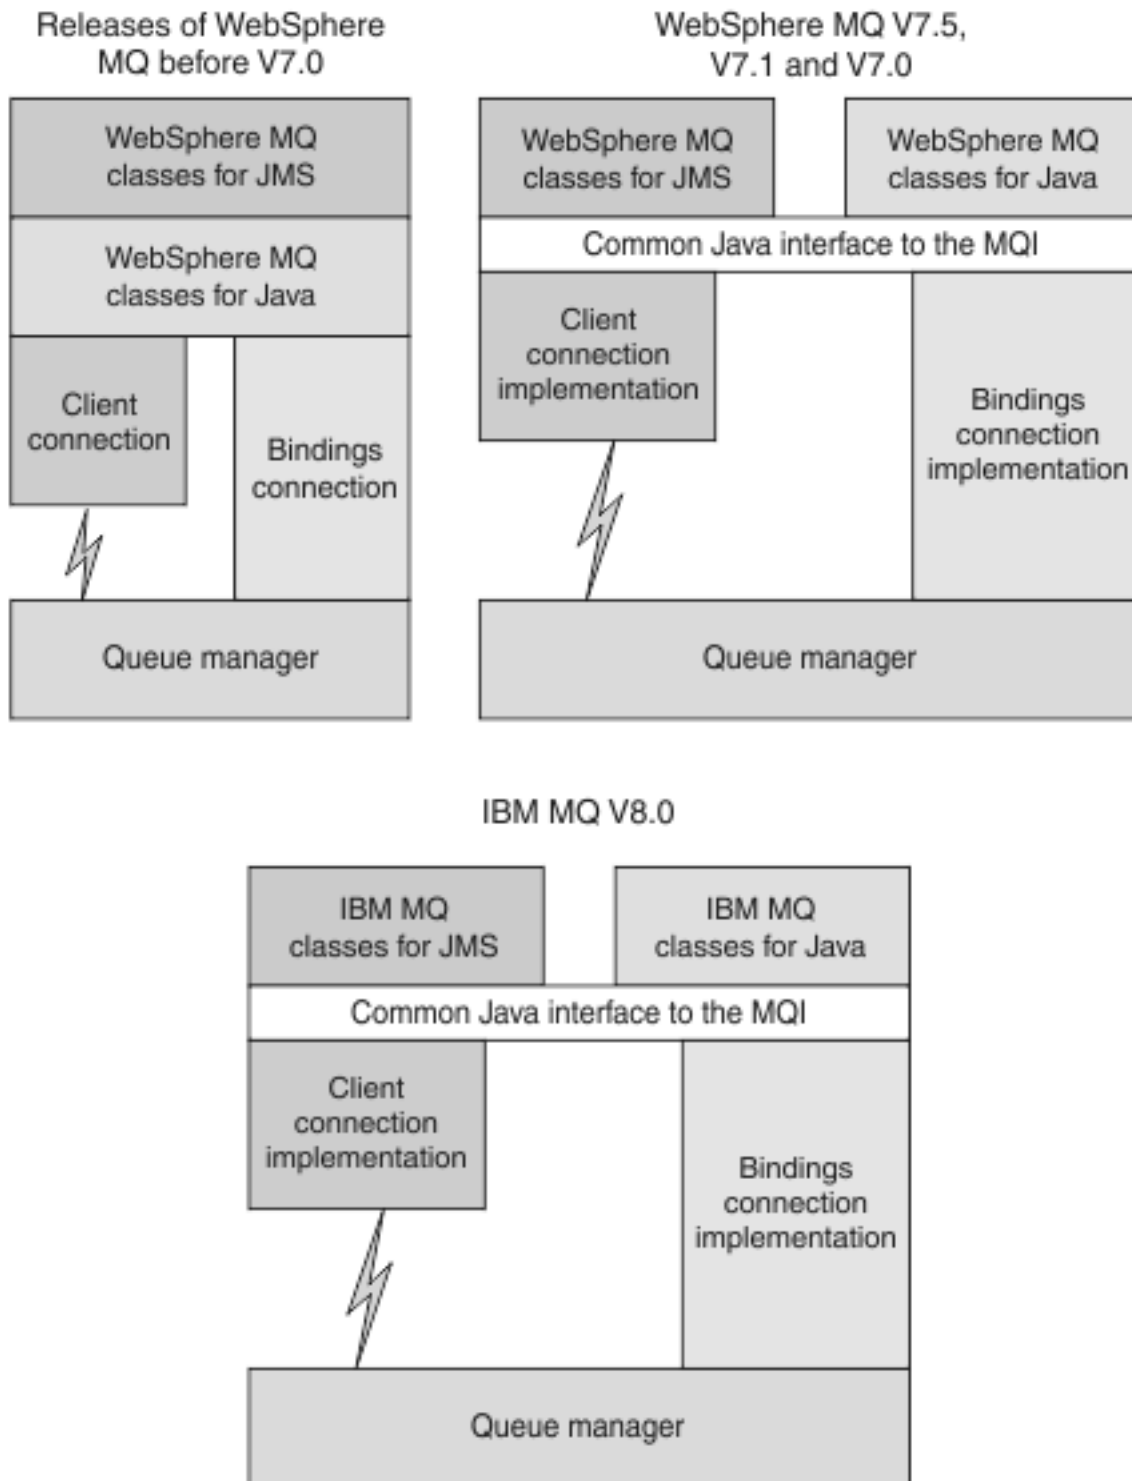 Releases of WebSphere
MQ before V7.0
WebSphere MQ
classes for JMS
WebSphere MQ
classes for Java
Client
connection
Bindings
connection
Queue manager
WebSphere MQ V7.5,
V7.1 and V7.0
WebSphere MQ
classes for JMS
WebSphere MQ
classes for Java
Common Java interface to the MQI
Client
connection
implementation
Bindings
connection
implementation
Queue manager
IBM MQ V8.0
IBM MQ
classes for JMS
IBM MQ
classes for Java
Common Java interface to the MQI
Client
connection
implementation
Bindings
connection
implementation
Queue manager